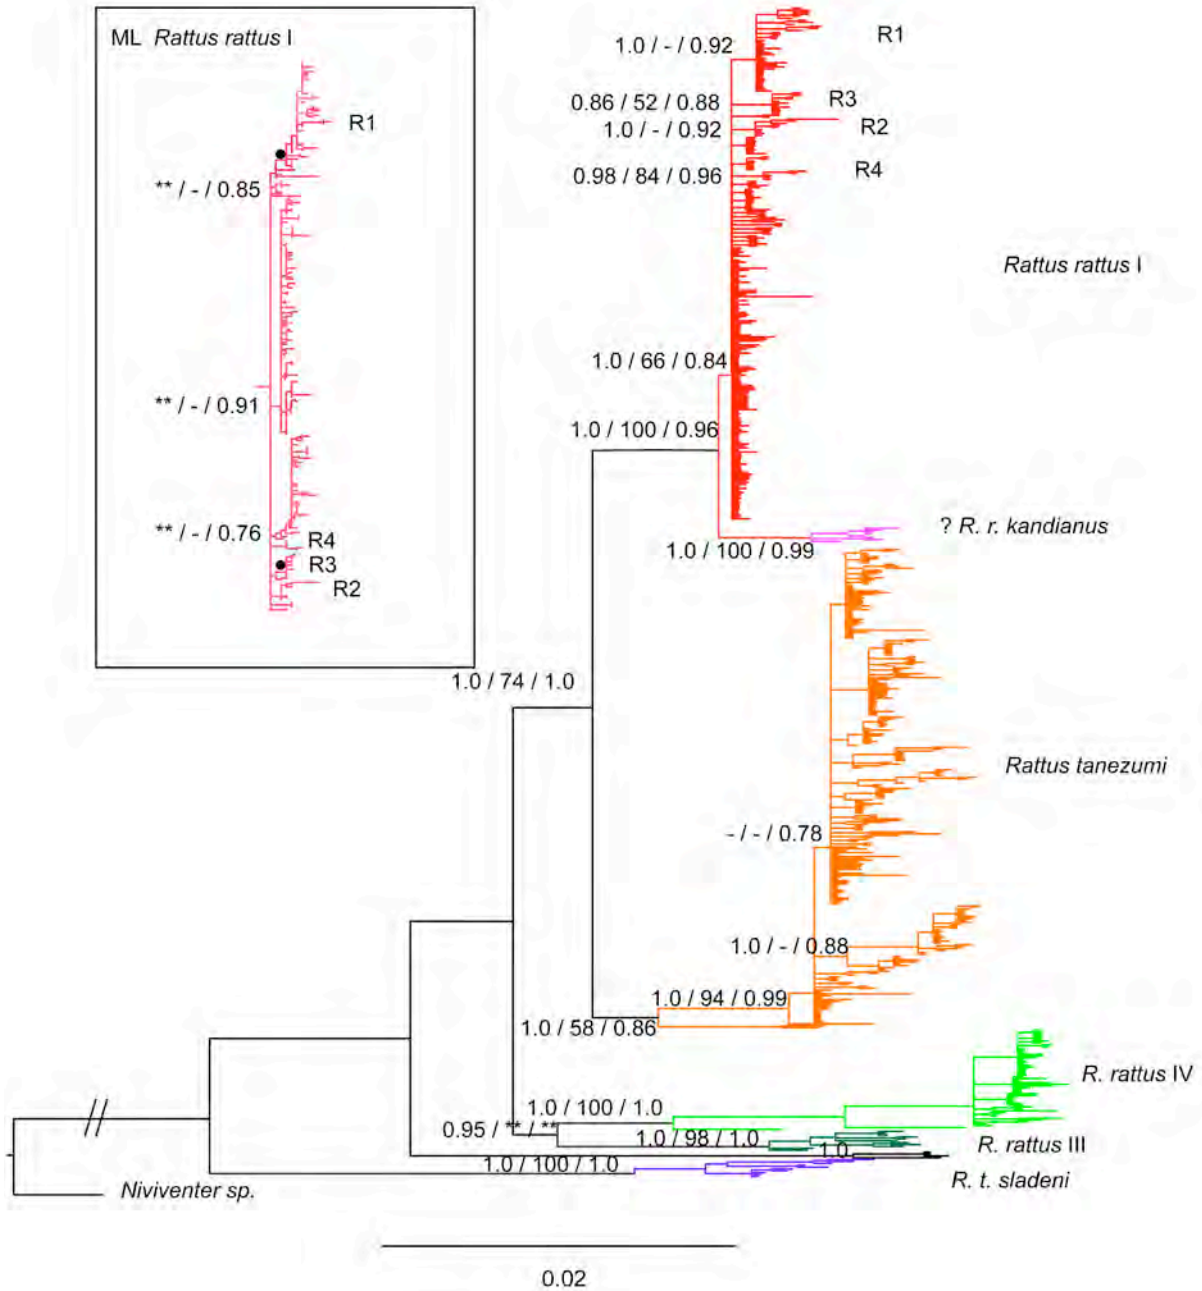 ML Rattus rattus I
R1
** / - / 0.85
** / - / 0.91
** / - / 0.76
R4
R3
R2
1.0 / - / 0.92
R1
0.86 / 52 / 0.88
R3
1.0 / - / 0.92
R2
0.98 / 84 / 0.96
R4
Rattus rattus I
1.0 / 66 / 0.84
1.0 / 100 / 0.96
? R. r. kandianus
1.0 / 100 / 0.99
1.0 / 74 / 1.0
Rattus tanezumi
- / - / 0.78
1.0 / - / 0.88
1.0 / 94 / 0.99
1.0 / 58 / 0.86
R. rattus IV
1.0 / 100 / 1.0
0.95 / ** / **
1.0 / 98 / 1.0
R. rattus III
1.0
1.0 / 100 / 1.0
R. t. sladeni
Niviventer sp.
0.02